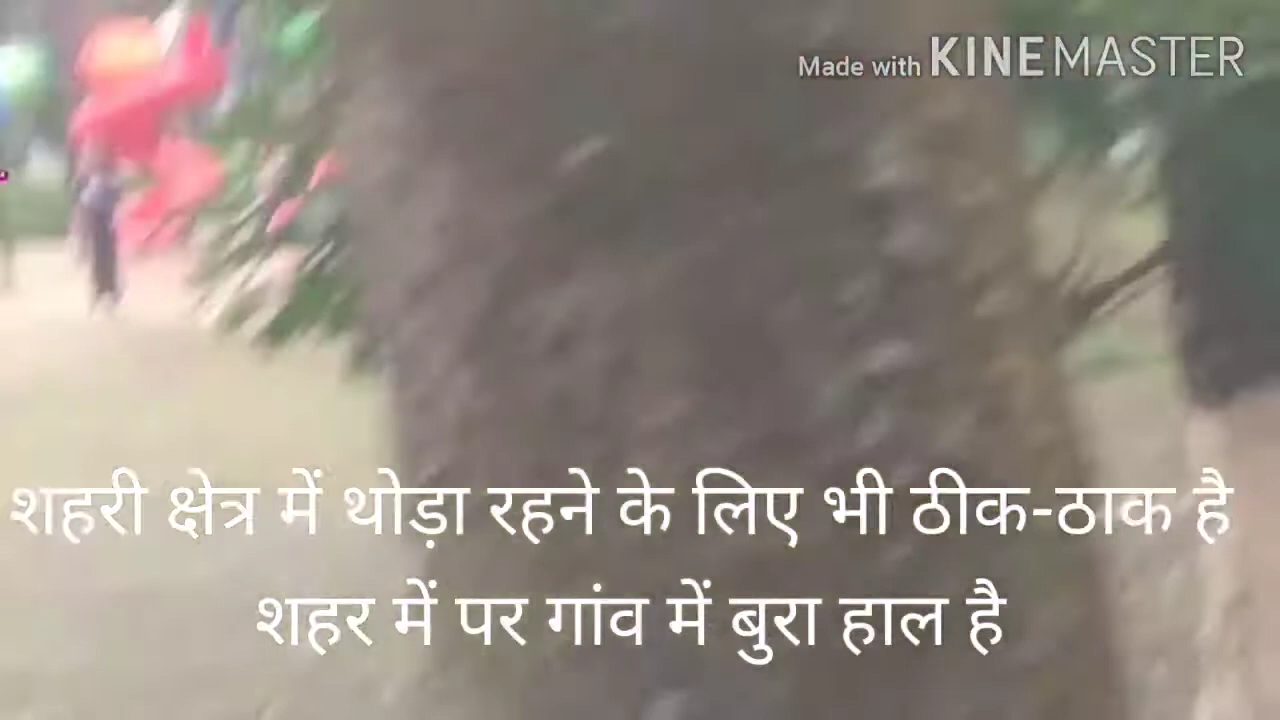 Made with KINEMASTER
शहरी क्षेत्र में थोड़ा रहने के लिए भी ठीक-ठाक है
शहर में पर गांव में बुरा हाल है